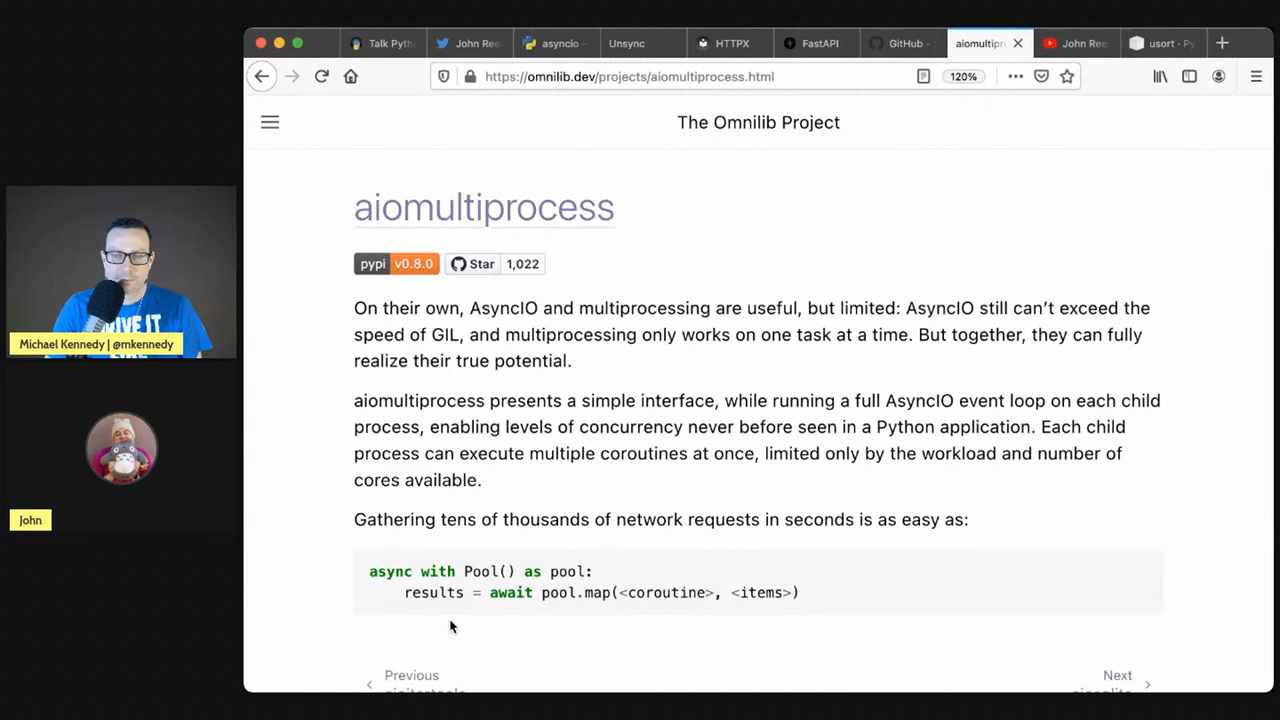 Talk Pytho
John Ree
asyncio –
Unsync
HTTPX
FastAPI
GitHub -
aiomultipr
John Ree
usort · Py
https://omnilib.dev/projects/aiomultiprocess.html
120%
The Omnilib Project
aiomultiprocess
pypi v0.8.0 Star 1,022
On their own, AsyncIO and multiprocessing are useful, but limited: AsyncIO still can’t exceed the
speed of GIL, and multiprocessing only works on one task at a time. But together, they can fully
realize their true potential.
aiomultiprocess presents a simple interface, while running a full AsyncIO event loop on each child
process, enabling levels of concurrency never before seen in a Python application. Each child
process can execute multiple coroutines at once, limited only by the workload and number of
cores available.
Gathering tens of thousands of network requests in seconds is as easy as:
async with Pool() as pool:
results = await pool.map(<coroutine>, <items>)
Previous
Next
Michael Kennedy | @mkennedy
John